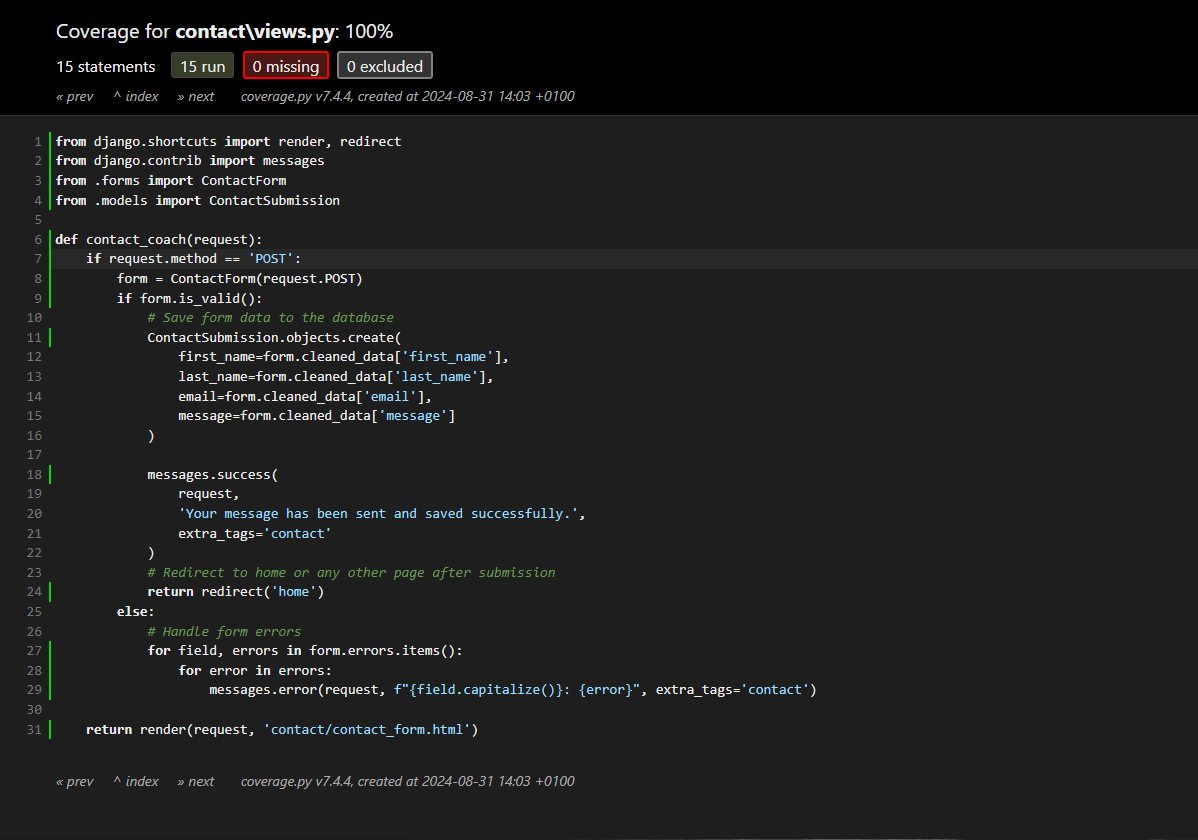 Coverage for contact\views.py: 100%
15 statements 15 run 0 missing 0 excluded
« prev ^ index » next coverage.py v7.4.4, created at 2024-08-31 14:03 +0100
1 from django.shortcuts import render, redirect
2 from django.contrib import messages
3 from .forms import ContactForm
4 from .models import ContactSubmission
5
6 def contact_coach(request):
7     if request.method == 'POST':
8         form = ContactForm(request.POST)
9         if form.is_valid():
10             # Save form data to the database
11             ContactSubmission.objects.create(
12                 first_name=form.cleaned_data['first_name'],
13                 last_name=form.cleaned_data['last_name'],
14                 email=form.cleaned_data['email'],
15                 message=form.cleaned_data['message']
16             )
17
18             messages.success(
19                 request,
20                 'Your message has been sent and saved successfully.',
21                 extra_tags='contact'
22             )
23             # Redirect to home or any other page after submission
24             return redirect('home')
25         else:
26             # Handle form errors
27             for field, errors in form.errors.items():
28                 for error in errors:
29                     messages.error(request, f"{field.capitalize()}: {error}", extra_tags='contact')
30
31     return render(request, 'contact/contact_form.html')
« prev ^ index » next coverage.py v7.4.4, created at 2024-08-31 14:03 +0100